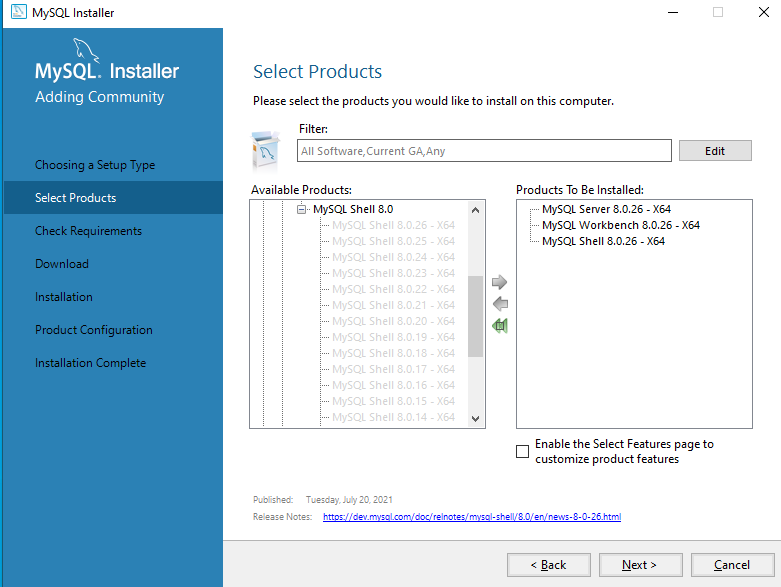 MySQL Installer
MySQL. Installer
Adding Community
Choosing a Setup Type
Select Products
Check Requirements
Download
Installation
Product Configuration
Installation Complete
Select Products
Please select the products you would like to install on this computer.
Filter:
All Software,Current GA,Any
Edit
Available Products:
MySQL Shell 8.0
MySQL Shell 8.0.26 - X64
MySQL Shell 8.0.25 - X64
MySQL Shell 8.0.24 - X64
MySQL Shell 8.0.23 - X64
MySQL Shell 8.0.22 - X64
MySQL Shell 8.0.21 - X64
MySQL Shell 8.0.20 - X64
MySQL Shell 8.0.19 - X64
MySQL Shell 8.0.18 - X64
MySQL Shell 8.0.17 - X64
MySQL Shell 8.0.16 - X64
MySQL Shell 8.0.15 - X64
MySQL Shell 8.0.14 - X64
Products To Be Installed:
MySQL Server 8.0.26 - X64
MySQL Workbench 8.0.26 - X64
MySQL Shell 8.0.26 - X64
Enable the Select Features page to
customize product features
Published: Tuesday, July 20, 2021
Release Notes: https://dev.mysql.com/doc/relnotes/mysql-shell/8.0/en/news-8-0-26.html
< Back
Next >
Cancel